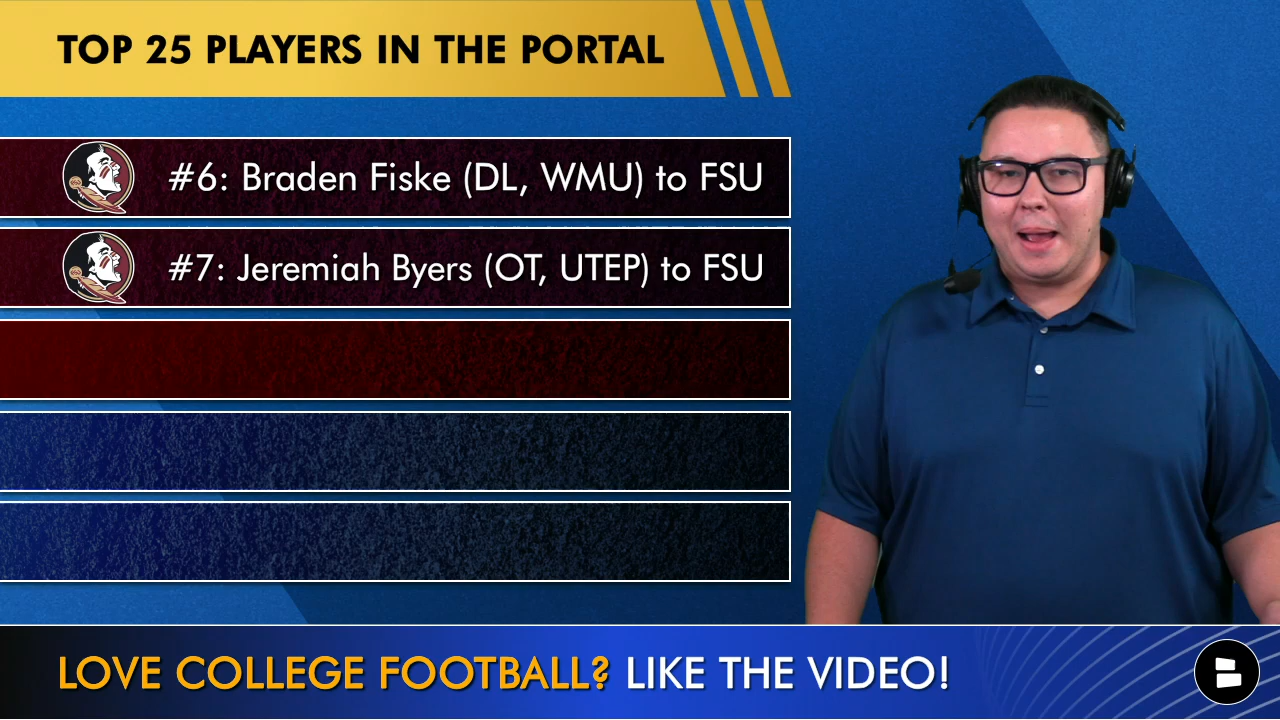 TOP 25 PLAYERS IN THE PORTAL
#6: Braden Fiske (DL, WMU) to FSU
#7: Jeremiah Byers (OT, UTEP) to FSU
LOVE COLLEGE FOOTBALL? LIKE THE VIDEO!